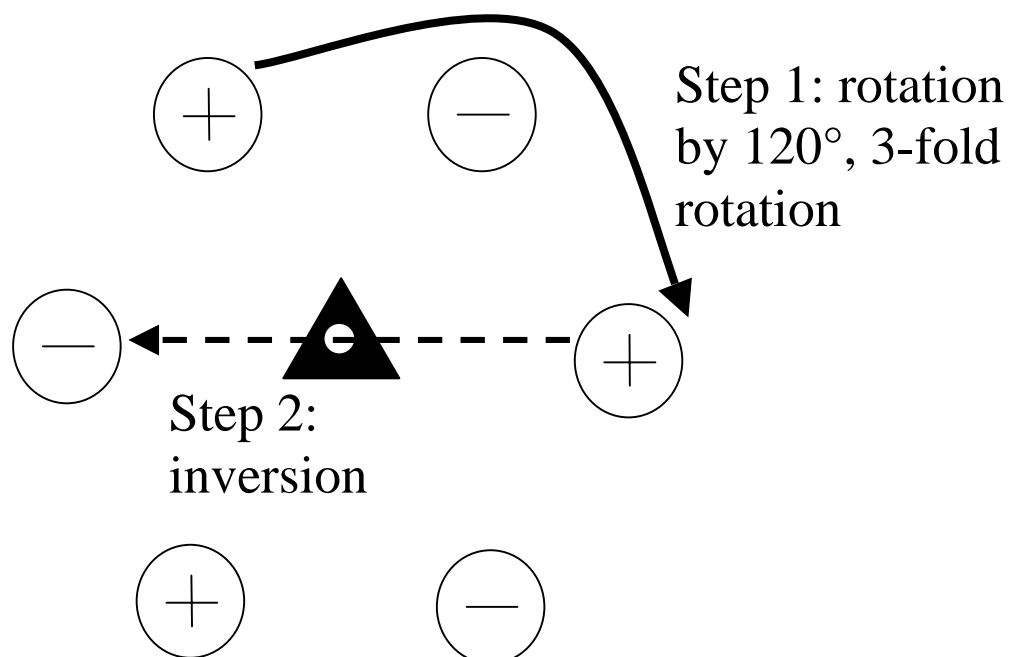 +
−
Step 1: rotation
by 120°, 3-fold
rotation
−
+
Step 2:
inversion
+
−